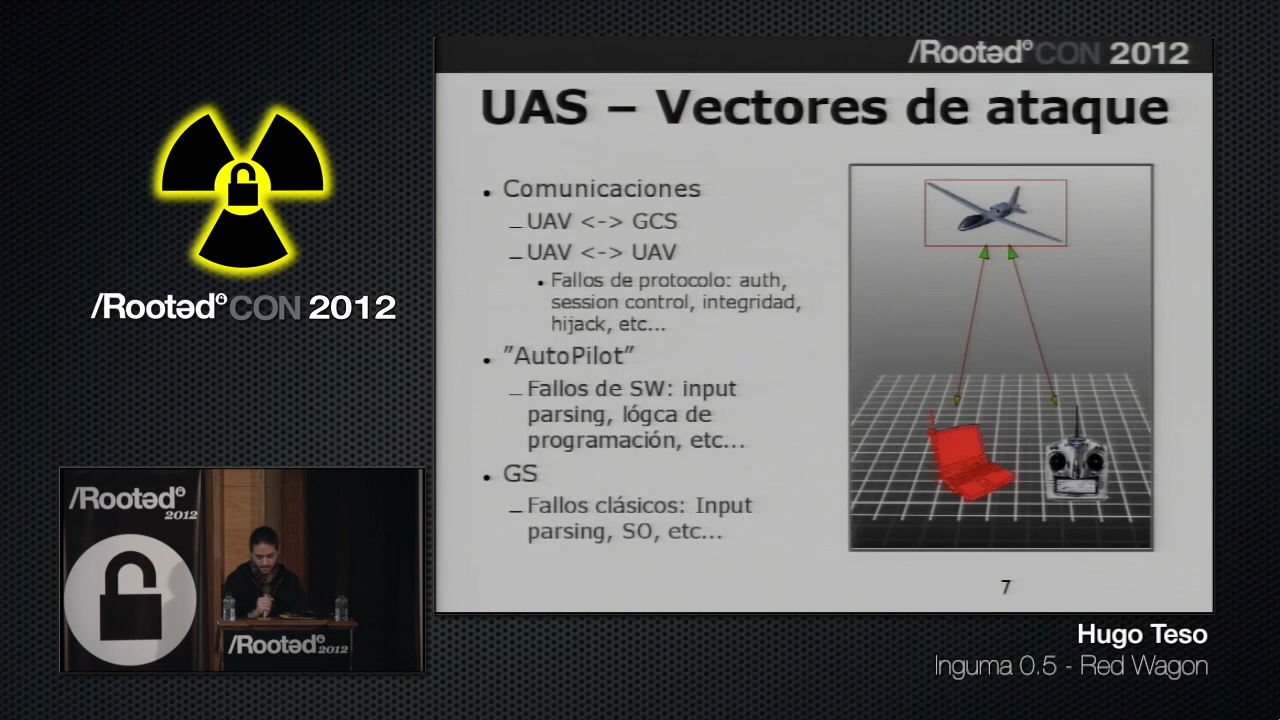 /Rootəd CON 2012
UAS – Vectores de ataque
• Comunicaciones
– UAV <-> GCS
– UAV <-> UAV
• Fallos de protocolo: auth,
session control, integridad,
hijack, etc...
• ”AutoPilot”
– Fallos de SW: input
parsing, lógca de
programación, etc...
• GS
– Fallos clásicos: Input
parsing, SO, etc...
7
/Rootəd CON 2012
/Rootəd
2012
/Rootəd 2012
Hugo Teso
Inguma 0.5 - Red Wagon